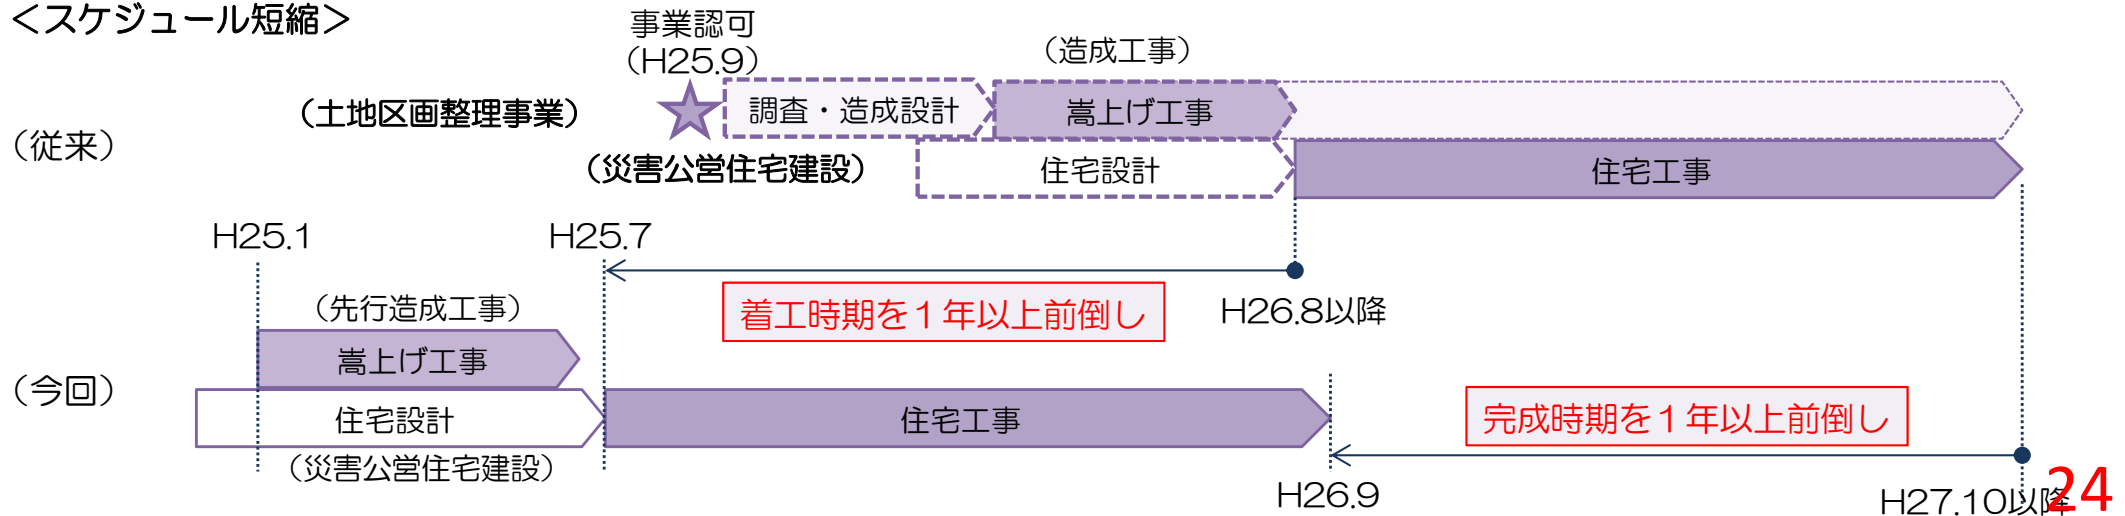 ＜スケジュール短縮＞
事業認可
（H25.9）
（造成工事）
（土地区画整理事業）
調査・造成設計
嵩上げ工事
（従来）
（災害公営住宅建設）
住宅設計
住宅工事
H25.1
H25.7
着工時期を１年以上前倒し
H26.8以降
（先行造成工事）
嵩上げ工事
（今回）
住宅設計
住宅工事
完成時期を１年以上前倒し
（災害公営住宅建設）
H26.9
H27.10以降
24